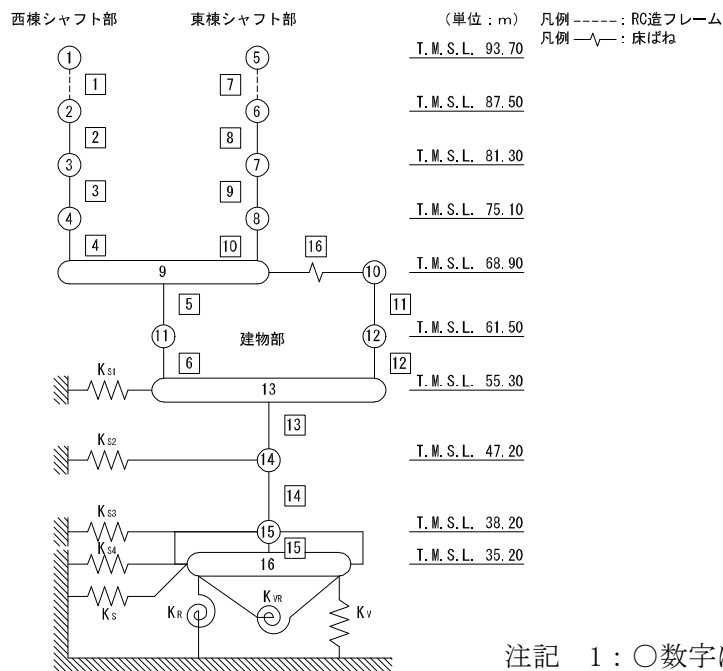 西棟シャフト部 東棟シャフト部 (単位：m) 凡例 -----：RC造フレーム
凡例 ：床ばね
1 5 T.M.S.L. 93.70
1 7
2 6 T.M.S.L. 87.50
2 8
3 7 T.M.S.L. 81.30
3 9
4 8 T.M.S.L. 75.10
4 10 16
9 10 T.M.S.L. 68.90
5 11
11 建物部 12 T.M.S.L. 61.50
6 12
KS1 13 T.M.S.L. 55.30
13
KS2 14 T.M.S.L. 47.20
14
KS3 15 T.M.S.L. 38.20
KS4 15
16 T.M.S.L. 35.20
KS KR KVR KV
注記 1：○数字